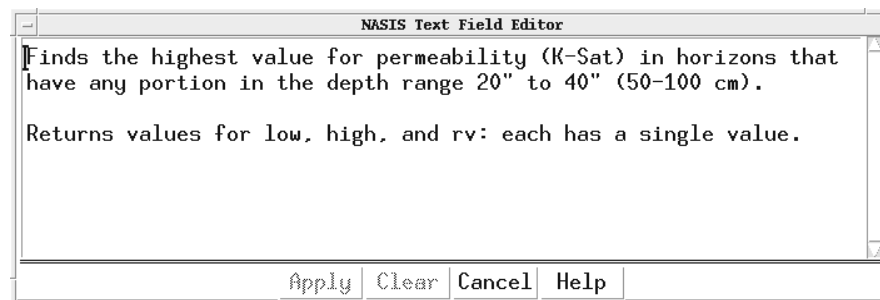 NASIS Text Field Editor
Finds the highest value for permeability (K-Sat) in horizons that
have any portion in the depth range 20" to 40" (50-100 cm).
Returns values for low, high, and rv: each has a single value.
Apply Clear Cancel Help